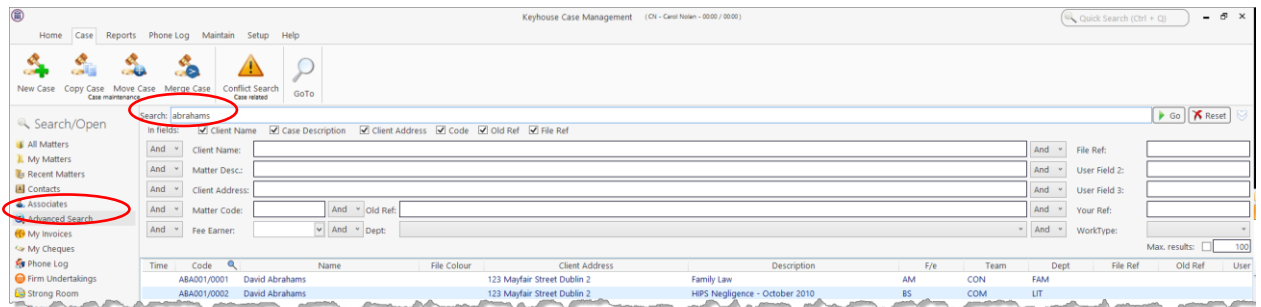 Keyhouse Case Management (CN - Carol Nolan - 00:00 / 00:00) Quick Search (Ctrl + Q)
Home Case Reports Phone Log Maintain Setup Help
New Case Copy Case Move Case Merge Case Conflict Search GoTo
Case maintenance Case related
Search: abrahams Go Reset
Search/Open
In fields: Client Name Case Description Client Address Code Old Ref File Ref
All Matters
And Client Name: And File Ref:
My Matters
And Matter Desc.: And User Field 2:
Recent Matters
Contacts
And Client Address: And User Field 3:
Associates
And Matter Code: And Old Ref: And Your Ref:
Advanced Search
And Fee Earner: And Dept: And WorkType:
My Invoices
My Cheques
Max. results: 100
Phone Log
Time Code Name File Colour Client Address Description F/e Team Dept File Ref Old Ref User
Firm Undertakings
ABA001/0001 David Abrahams 123 Mayfair Street Dublin 2 Family Law AM CON FAM
Strong Room
ABA001/0002 David Abrahams 123 Mayfair Street Dublin 2 HIPS Negligence - October 2010 BS COM LIT